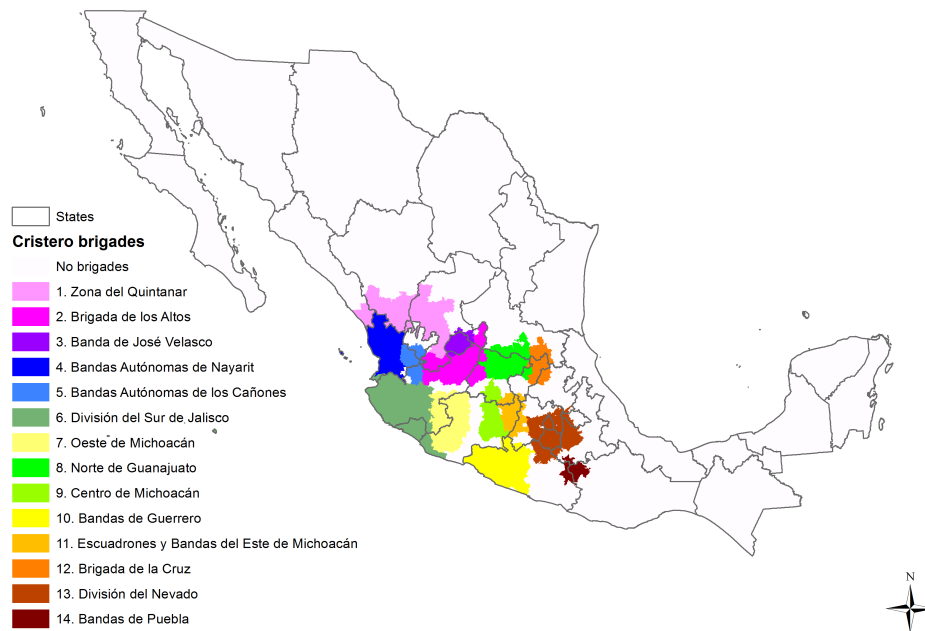 States
Cristero brigades
No brigades
1. Zona del Quintanar
2. Brigada de los Altos
3. Banda de José Velasco
4. Bandas Autónomas de Nayarit
5. Bandas Autónomas de los Cañones
6. División del Sur de Jalisco
7. Oeste de Michoacán
8. Norte de Guanajuato
9. Centro de Michoacán
10. Bandas de Guerrero
11. Escuadrones y Bandas del Este de Michoacán
12. Brigada de la Cruz
13. División del Nevado
14. Bandas de Puebla
N